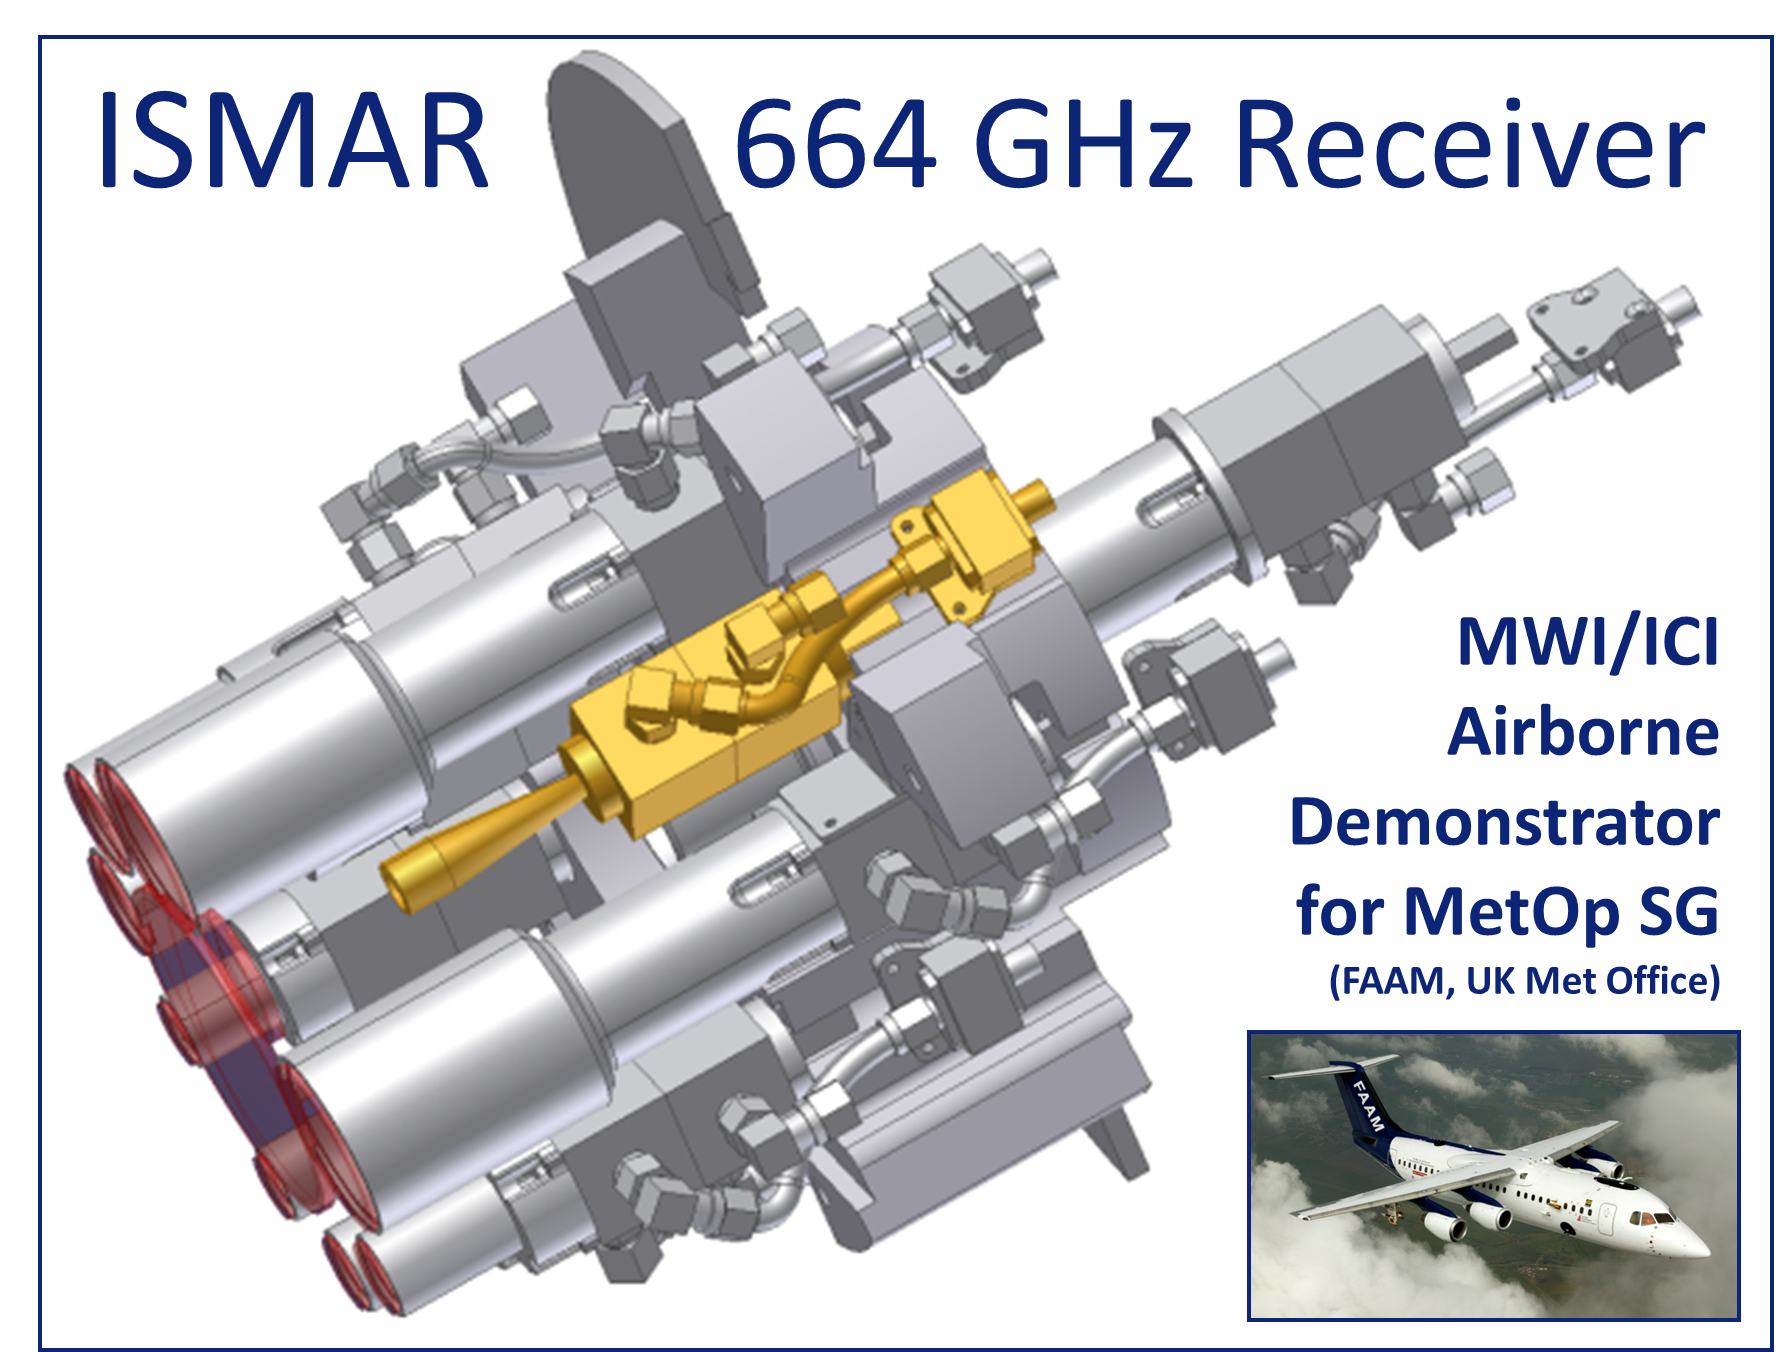 ISMAR 664 GHz Receiver
MWI/ICI
Airborne
Demonstrator
for MetOp SG
(FAAM, UK Met Office)
FAAM